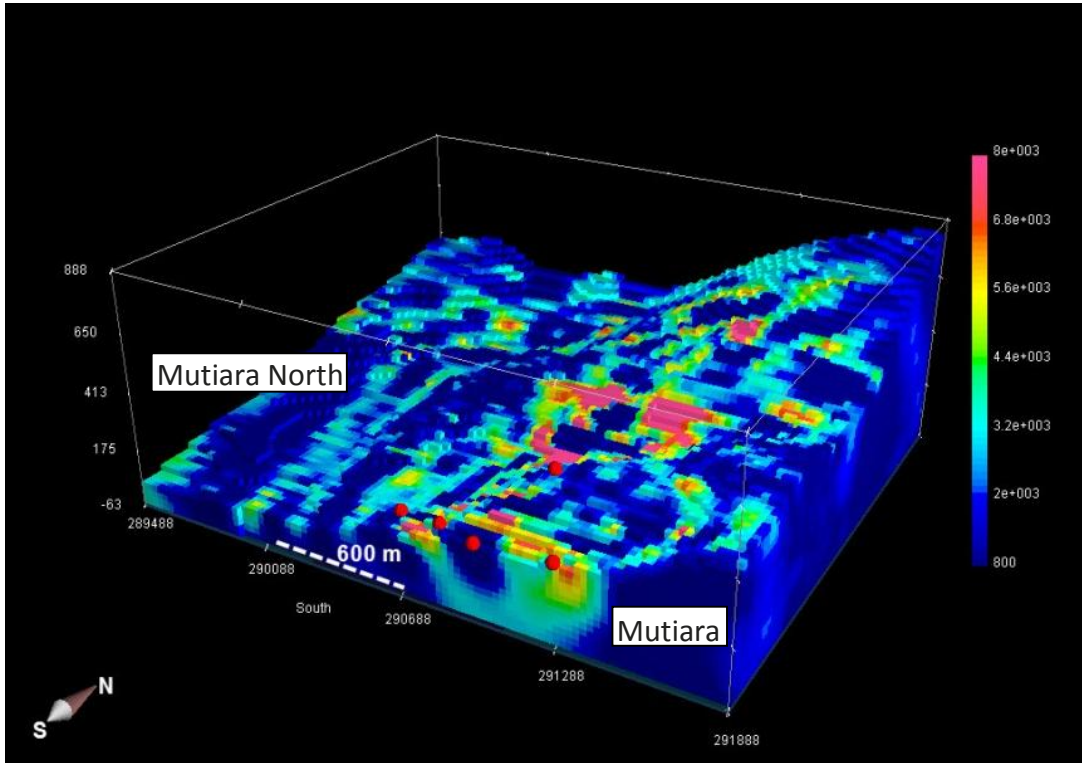 8e+003
6.8e+003
5.6e+003
4.4e+003
3.2e+003
2e+003
800
888
650
413
175
-63
Mutiara North
289488
290088
600 m
South
290688
Mutiara
291288
291888
N
S